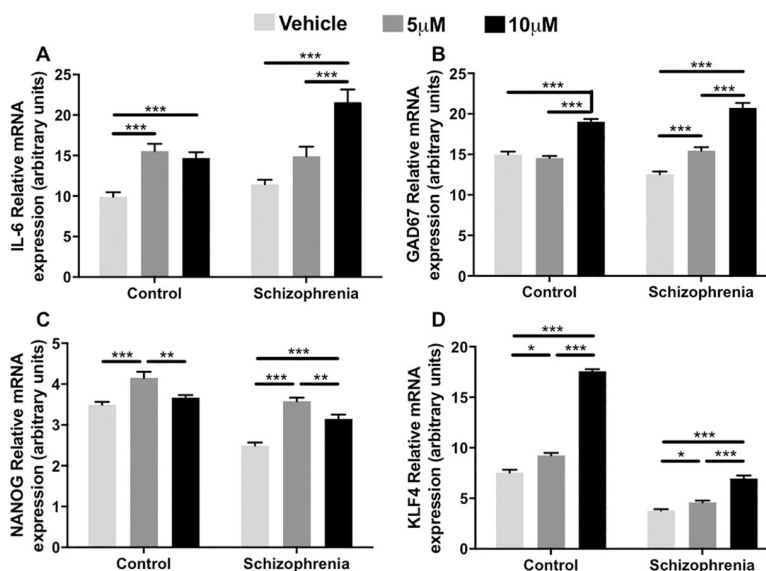 Vehicle 5μM 10μM
A
IL-6 Relative mRNA
expression (arbitrary units)
25
20
15
10
5
0
***
***
***
***
Control Schizophrenia
B
GAD67 Relative mRNA
expression (arbitrary units)
25
20
15
10
5
0
***
***
***
***
***
Control Schizophrenia
C
NANOG Relative mRNA
expression (arbitrary units)
5
4
3
2
1
0
*** **
***
*** **
Control Schizophrenia
D
KLF4 Relative mRNA
expression (arbitrary units)
20
15
10
5
0
***
* ***
***
* ***
Control Schizophrenia